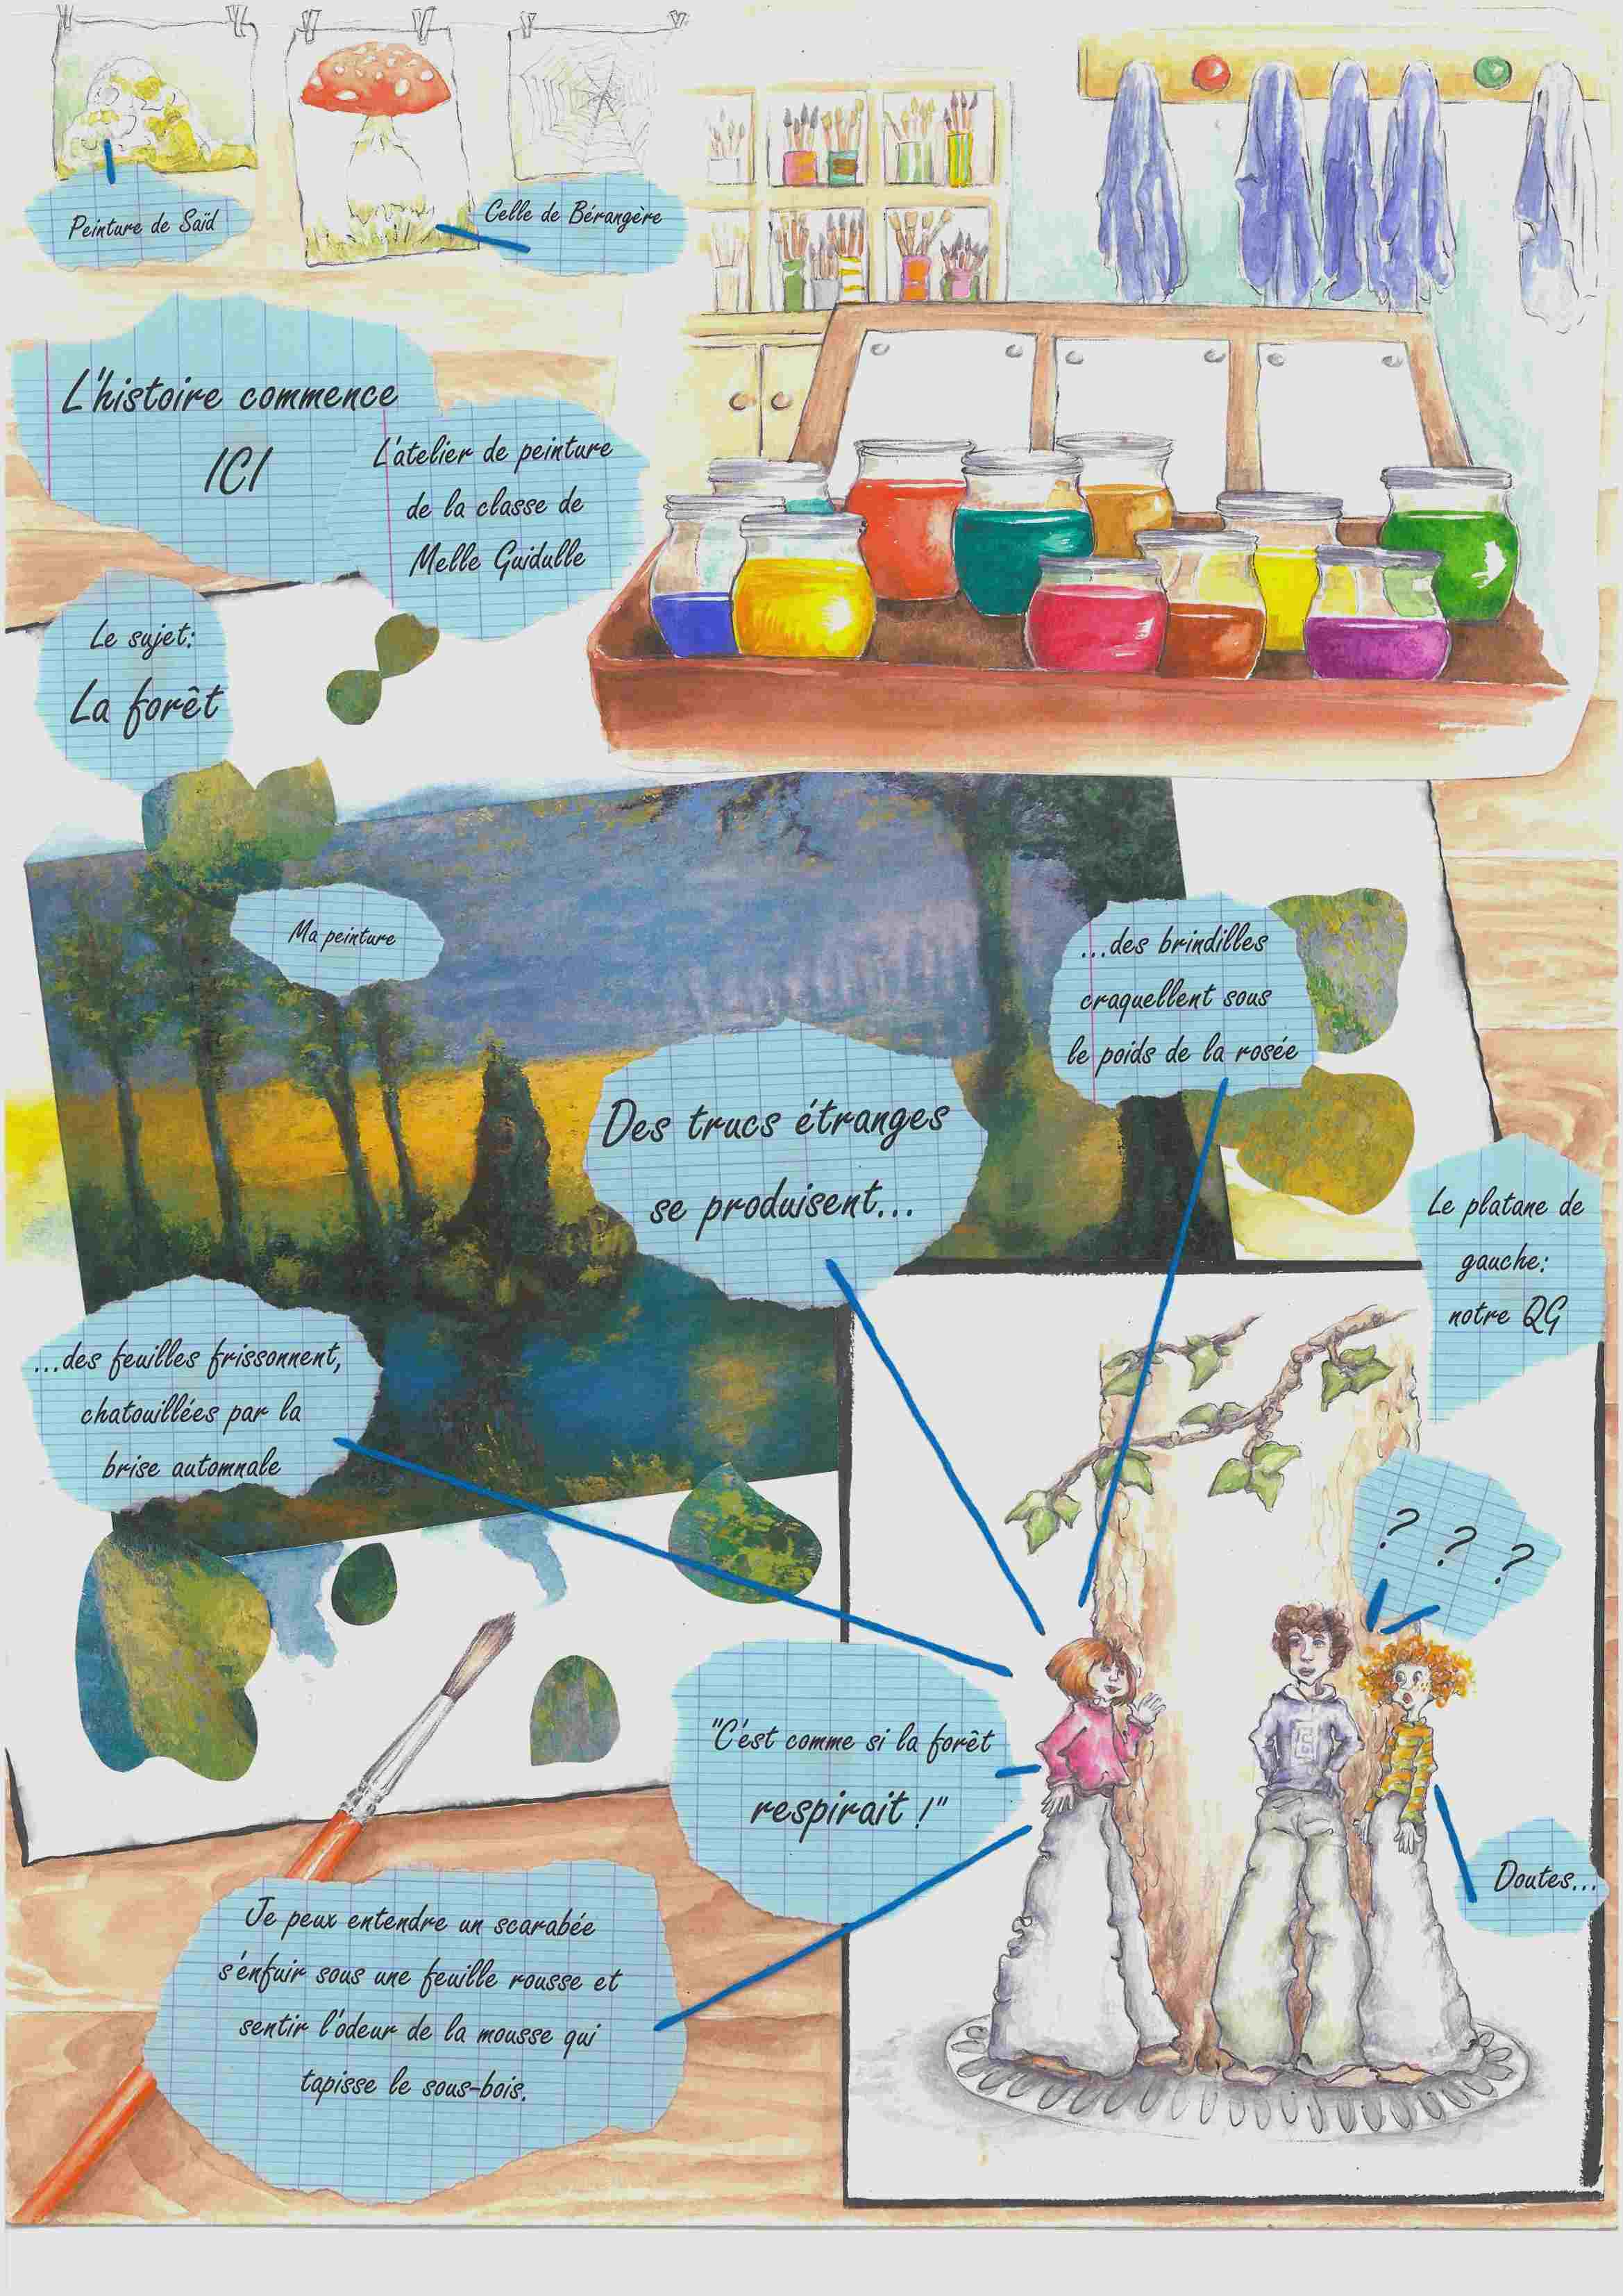 Peinture de Saïd
Celle de Bérangère
L'histoire commence
ICI
L'atelier de peinture
de la classe de
Melle Guidulle
Le sujet:
La forêt
Ma peinture
Des trucs étranges
se produisent...
...des brindilles
craquellent sous
le poids de la rosée
...des feuilles frissonnent,
chatouillées par la
brise automnale
Le platane de
gauche:
notre QG
? ? ?
"C'est comme si la forêt
respirait !"
Doutes...
Je peux entendre un scarabée
s'enfuir sous une feuille rousse et
sentir l'odeur de la mousse qui
tapisse le sous-bois.